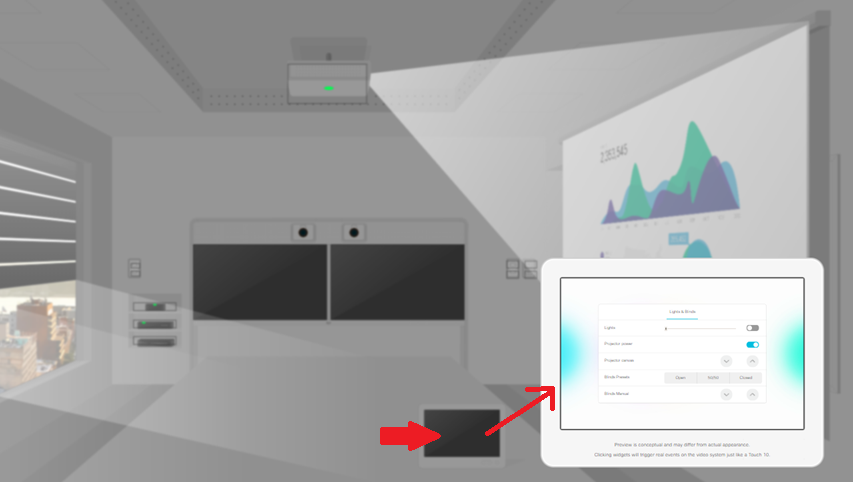 2,913,545
Lights & Blinds
Lights
Projector power
Projector canvas
Blinds Presets
Open
50/50
Closed
Blinds Manual
Preview is conceptual and may differ from actual appearance.
Clicking widgets will trigger real events on the video system just like a Touch 10.